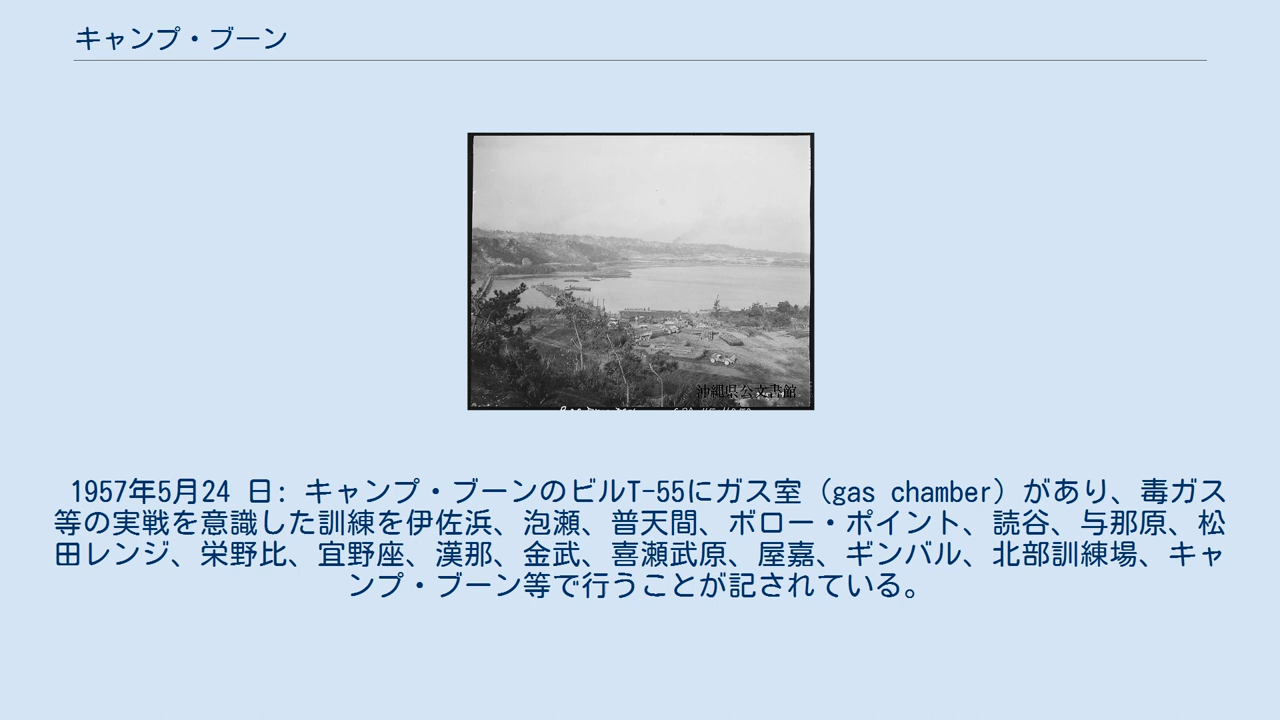 キャンプ・ブーン
沖縄県公文書館
1957年5月24 日: キャンプ・ブーンのビルT-55にガス室（gas chamber）があり、毒ガス
等の実戦を意識した訓練を伊佐浜、泡瀬、普天間、ボロー・ポイント、読谷、与那原、松
田レンジ、栄野比、宜野座、漢那、金武、喜瀬武原、屋嘉、ギンバル、北部訓練場、キャ
ンプ・ブーン等で行うことが記されている。